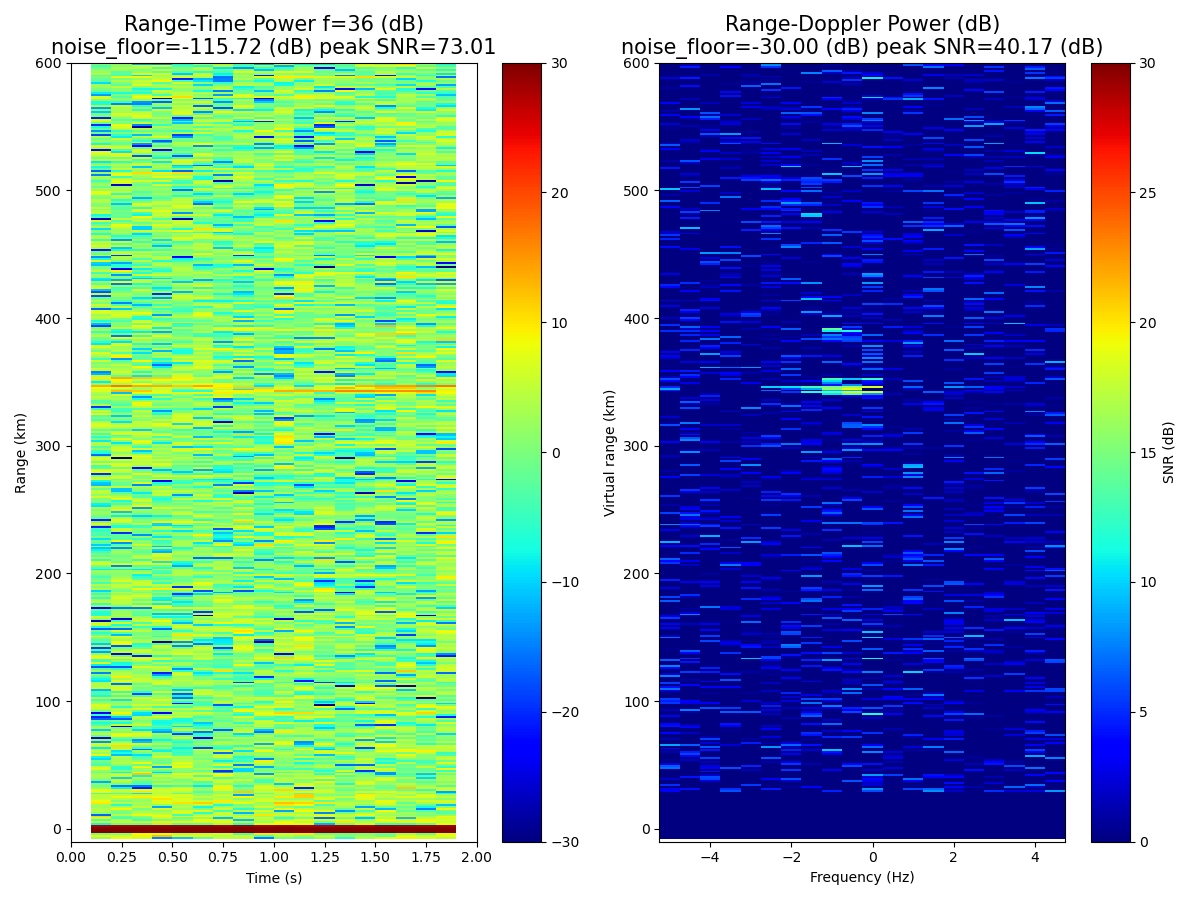 Range-Time Power f=36 (dB)
noise_floor=-115.72 (dB) peak SNR=73.01
Range-Doppler Power (dB)
noise_floor=-30.00 (dB) peak SNR=40.17 (dB)
600
500
400
300
200
100
0
Range (km)
0.00 0.25 0.50 0.75 1.00 1.25 1.50 1.75 2.00
Time (s)
30
20
10
0
−10
−20
−30
600
500
400
300
200
100
0
Virtual range (km)
−4 −2 0 2 4
Frequency (Hz)
30
25
20
15
10
5
0
SNR (dB)